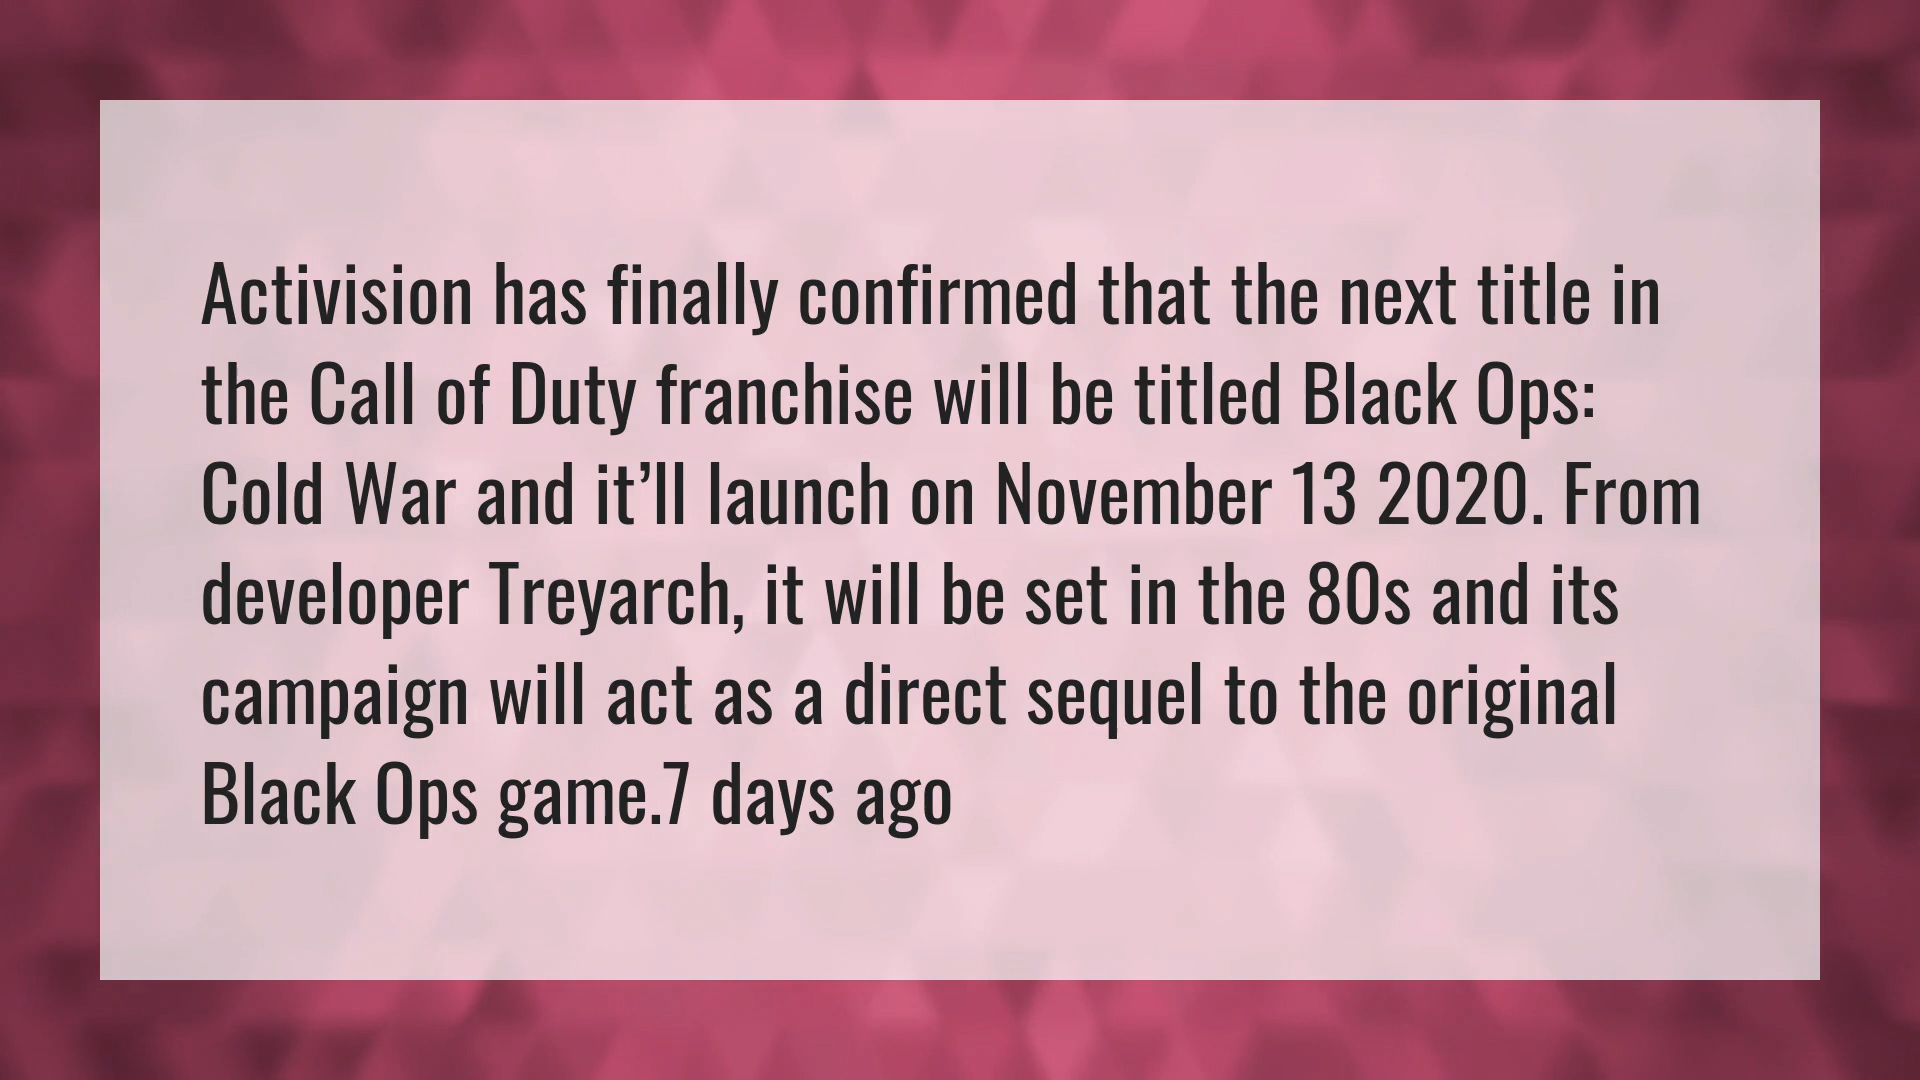 Activision has finally confirmed that the next title in
the Call of Duty franchise will be titled Black Ops:
Cold War and it’ll launch on November 13 2020. From
developer Treyarch, it will be set in the 80s and its
campaign will act as a direct sequel to the original
Black Ops game.7 days ago